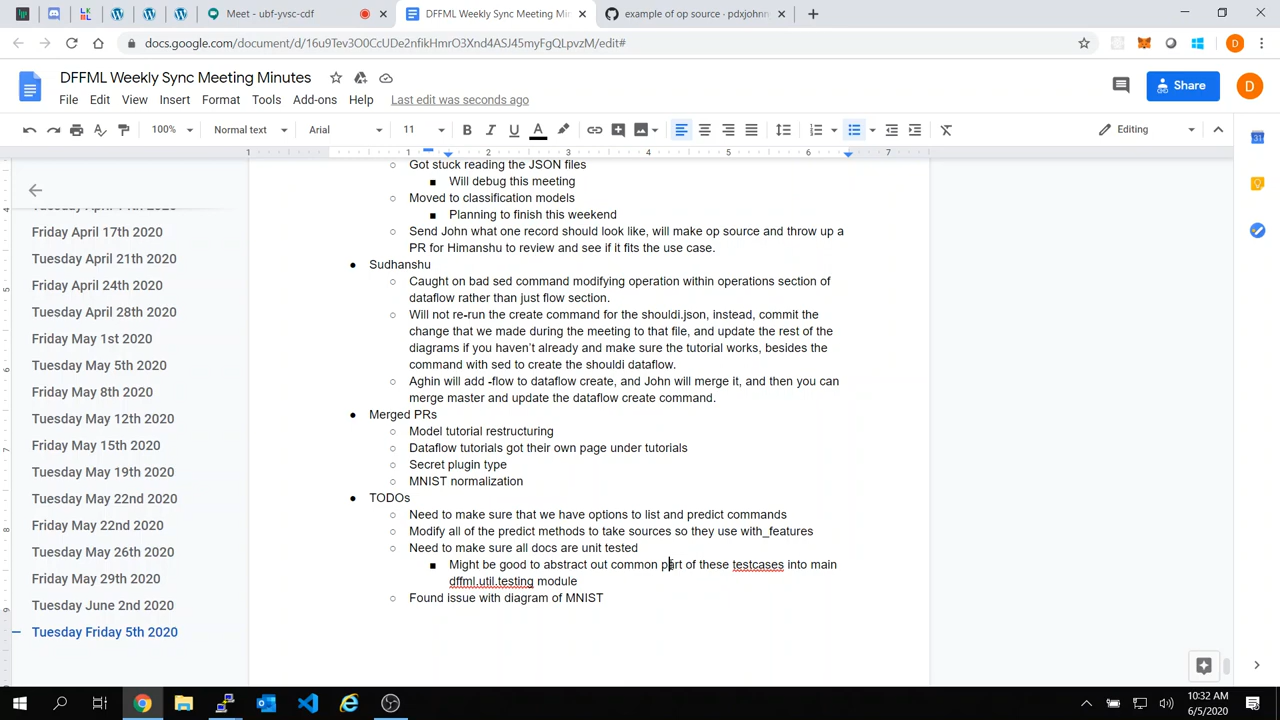 Meet - ubf-yvsc-cdf
DFFML Weekly Sync Meeting Min
example of op source · pdxjohnn
docs.google.com/document/d/16u9Tev3O0CcUDe2nfikHmrO3Xnd4ASJ45myFgQLpvzM/edit#
DFFML Weekly Sync Meeting Minutes
File Edit View Insert Format Tools Add-ons Help Last edit was seconds ago
Share
D
100% Normal text Arial 11 Editing
1 1 2 3 4 5 6 7
Got stuck reading the JSON files
Will debug this meeting
Moved to classification models
Planning to finish this weekend
Send John what one record should look like, will make op source and throw up a
PR for Himanshu to review and see if it fits the use case.
Sudhanshu
Caught on bad sed command modifying operation within operations section of
dataflow rather than just flow section.
Will not re-run the create command for the shouldi.json, instead, commit the
change that we made during the meeting to that file, and update the rest of the
diagrams if you haven't already and make sure the tutorial works, besides the
command with sed to create the shouldi dataflow.
Aghin will add -flow to dataflow create, and John will merge it, and then you can
merge master and update the dataflow create command.
Merged PRs
Model tutorial restructuring
Dataflow tutorials got their own page under tutorials
Secret plugin type
MNIST normalization
TODOs
Need to make sure that we have options to list and predict commands
Modify all of the predict methods to take sources so they use with_features
Need to make sure all docs are unit tested
Might be good to abstract out common part of these testcases into main
dffml.util.testing module
Found issue with diagram of MNIST
Friday April 17th 2020
Tuesday April 21th 2020
Friday April 24th 2020
Tuesday April 28th 2020
Friday May 1st 2020
Tuesday May 5th 2020
Friday May 8th 2020
Tuesday May 12th 2020
Friday May 15th 2020
Tuesday May 19th 2020
Tuesday May 22nd 2020
Friday May 22nd 2020
Tuesday May 26th 2020
Friday May 29th 2020
Tuesday June 2nd 2020
Tuesday Friday 5th 2020
10:32 AM
6/5/2020